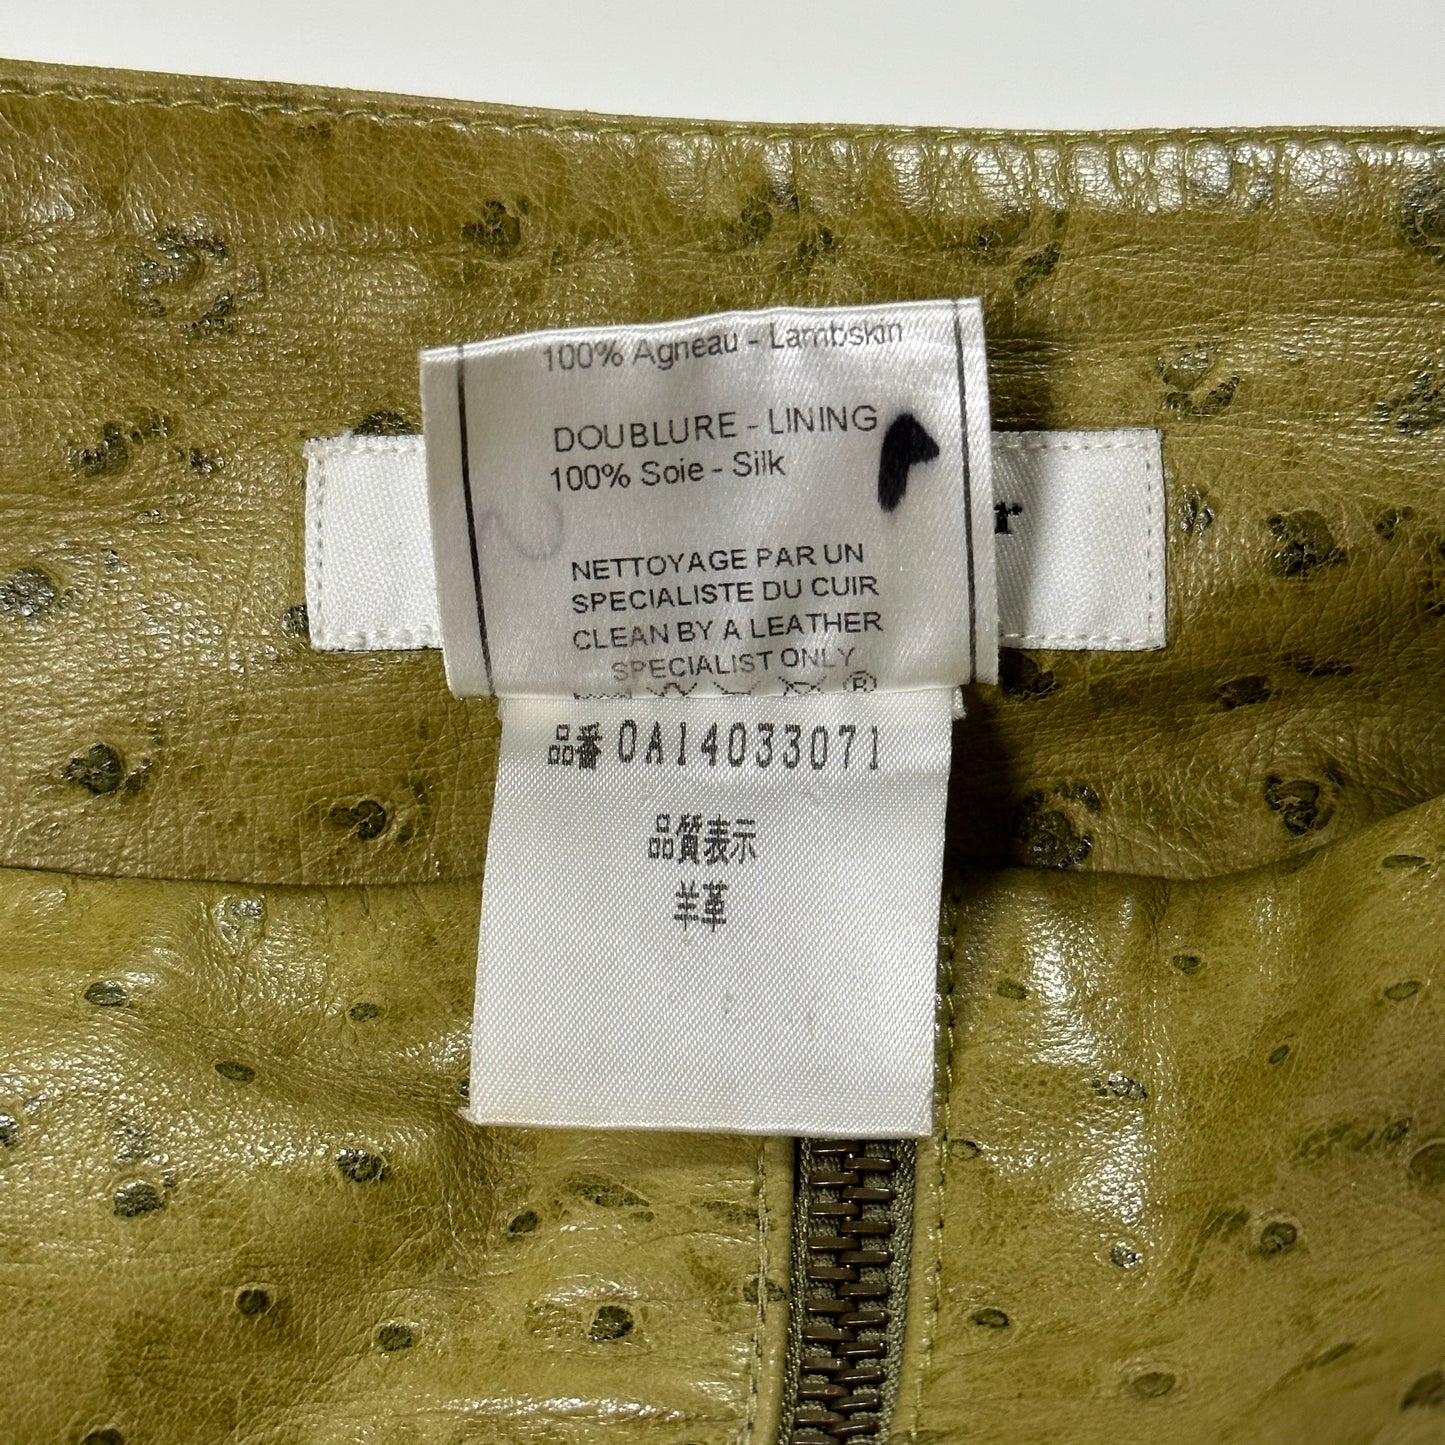 100% Agneau - Lambskin
DOUBLURE - LINING
100% Soie - Silk
r
NETTOYAGE PAR UN
SPECIALISTE DU CUIR
CLEAN BY A LEATHER
SPECIALIST ONLY
品番 0A14033071
品質表示
羊革